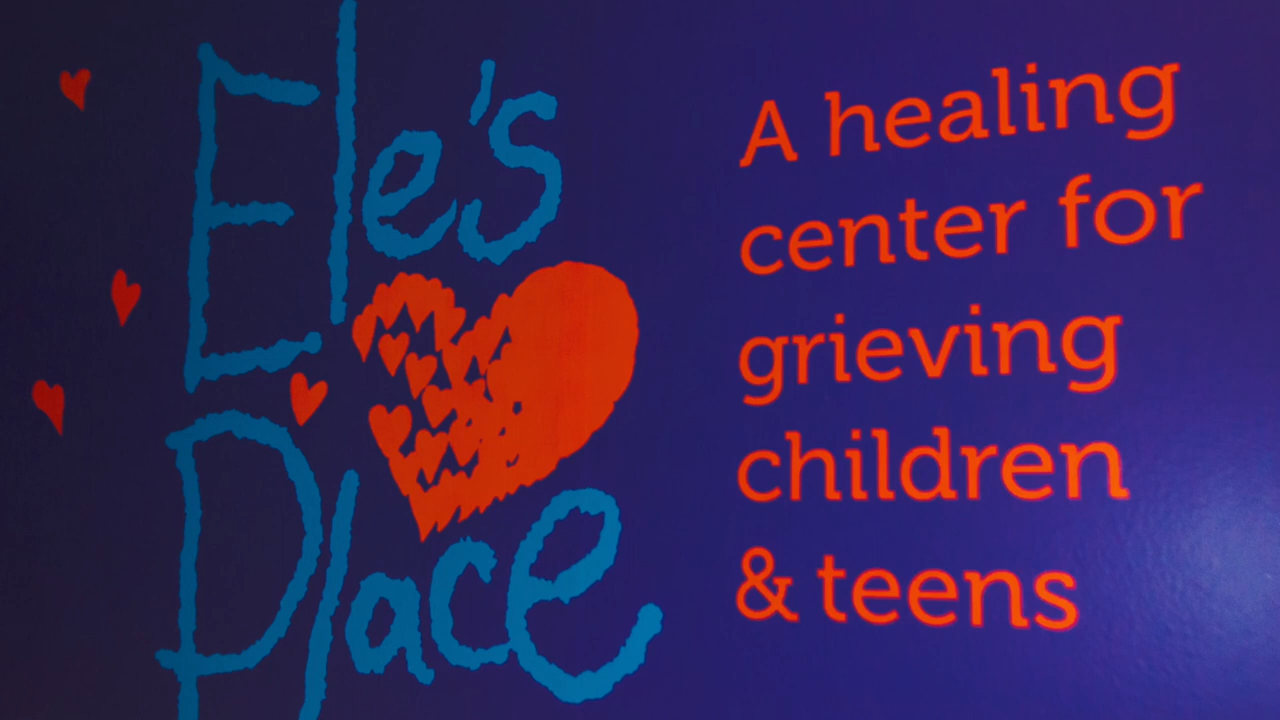 Ele's
Place
A healing
center for
grieving
children
& teens